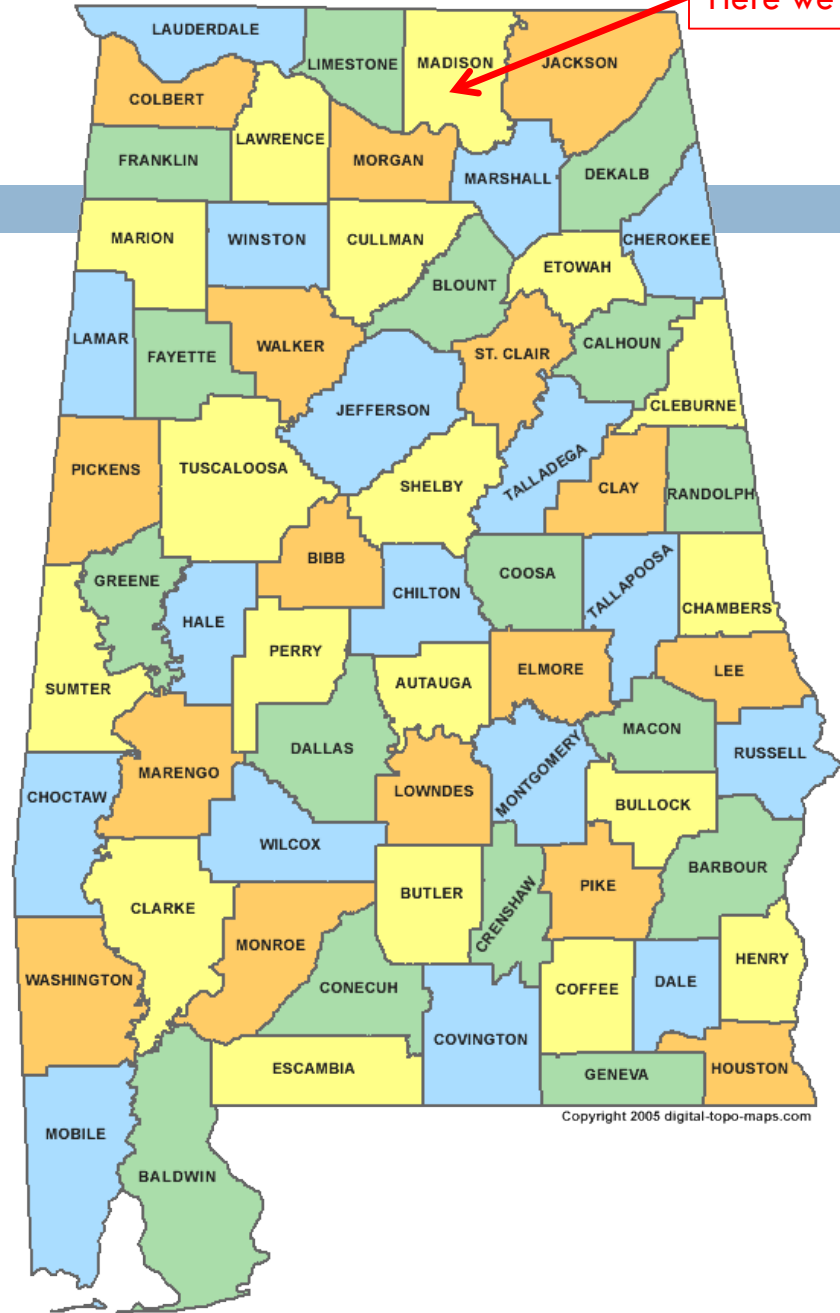 Here we
LAUDERDALE
LIMESTONE
MADISON
JACKSON
COLBERT
LAWRENCE
FRANKLIN
MORGAN
MARSHALL
DEKALB
MARION
WINSTON
CULLMAN
CHEROKEE
ETOWAH
BLOUNT
LAMAR
FAYETTE
WALKER
ST. CLAIR
CALHOUN
JEFFERSON
CLEBURNE
PICKENS
TUSCALOOSA
SHELBY
TALLADEGA
CLAY
RANDOLPH
GREENE
BIBB
CHILTON
COOSA
TALLAPOOSA
CHAMBERS
HALE
PERRY
SUMTER
AUTAUGA
ELMORE
LEE
MACON
DALLAS
RUSSELL
MARENGO
CHOCTAW
LOWNDES
MONTGOMERY
BULLOCK
WILCOX
BARBOUR
CLARKE
BUTLER
CRENSHAW
PIKE
MONROE
HENRY
WASHINGTON
CONECUH
COFFEE
DALE
COVINGTON
ESCAMBIA
GENEVA
HOUSTON
Copyright 2005 digital-topo-maps.com
MOBILE
BALDWIN